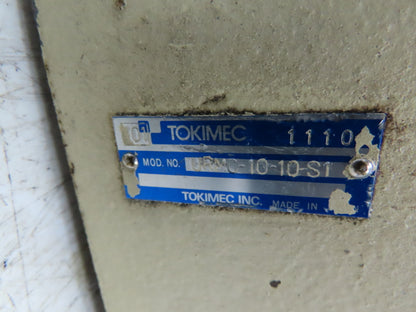 TOKIMEC 1110
MOD. NO. -10-10-S1
TOKIMEC INC. MADE IN